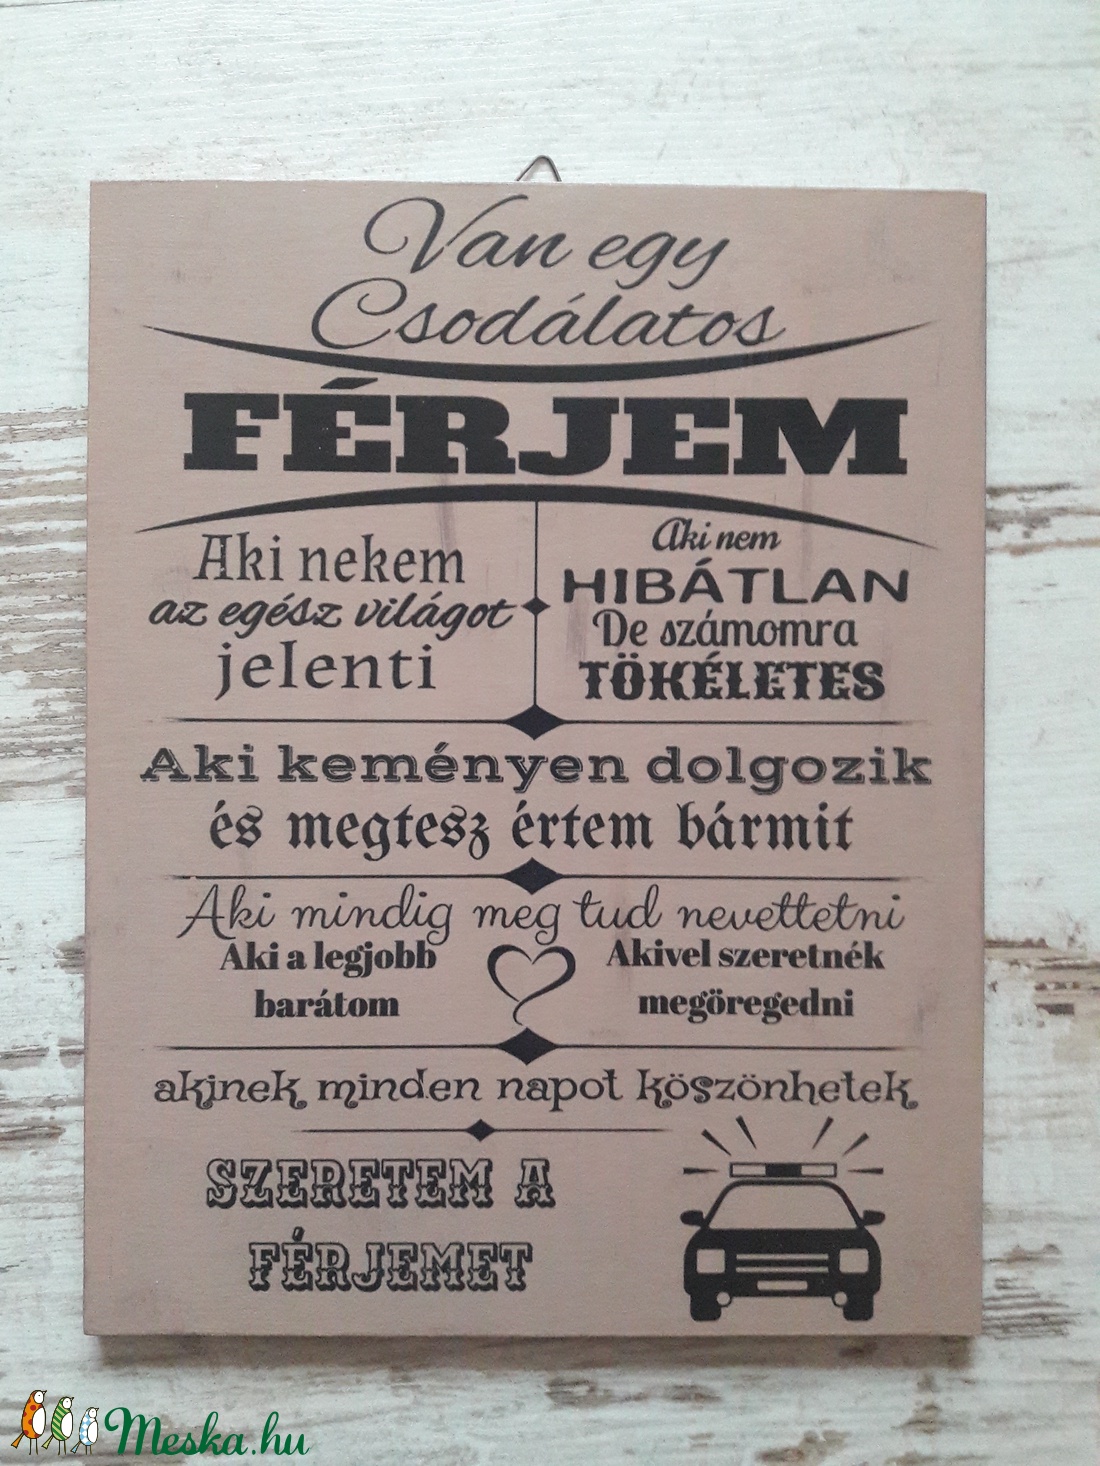 Van egy
Csodálatos
FÉRJEM
Aki nekem
az egész világot
jelenti
Aki nem
HIBÁTLAN
De számomra
TÖKÉLETES
Aki keményen dolgozik
és megtesz értem bármit
Aki mindig meg tud nevettetni
Aki a legjobb
barátom
Akivel szeretnék
megöregedni
akinek minden napot köszönhetek
SZERETEM A
FÉRJEMET
Meska.hu